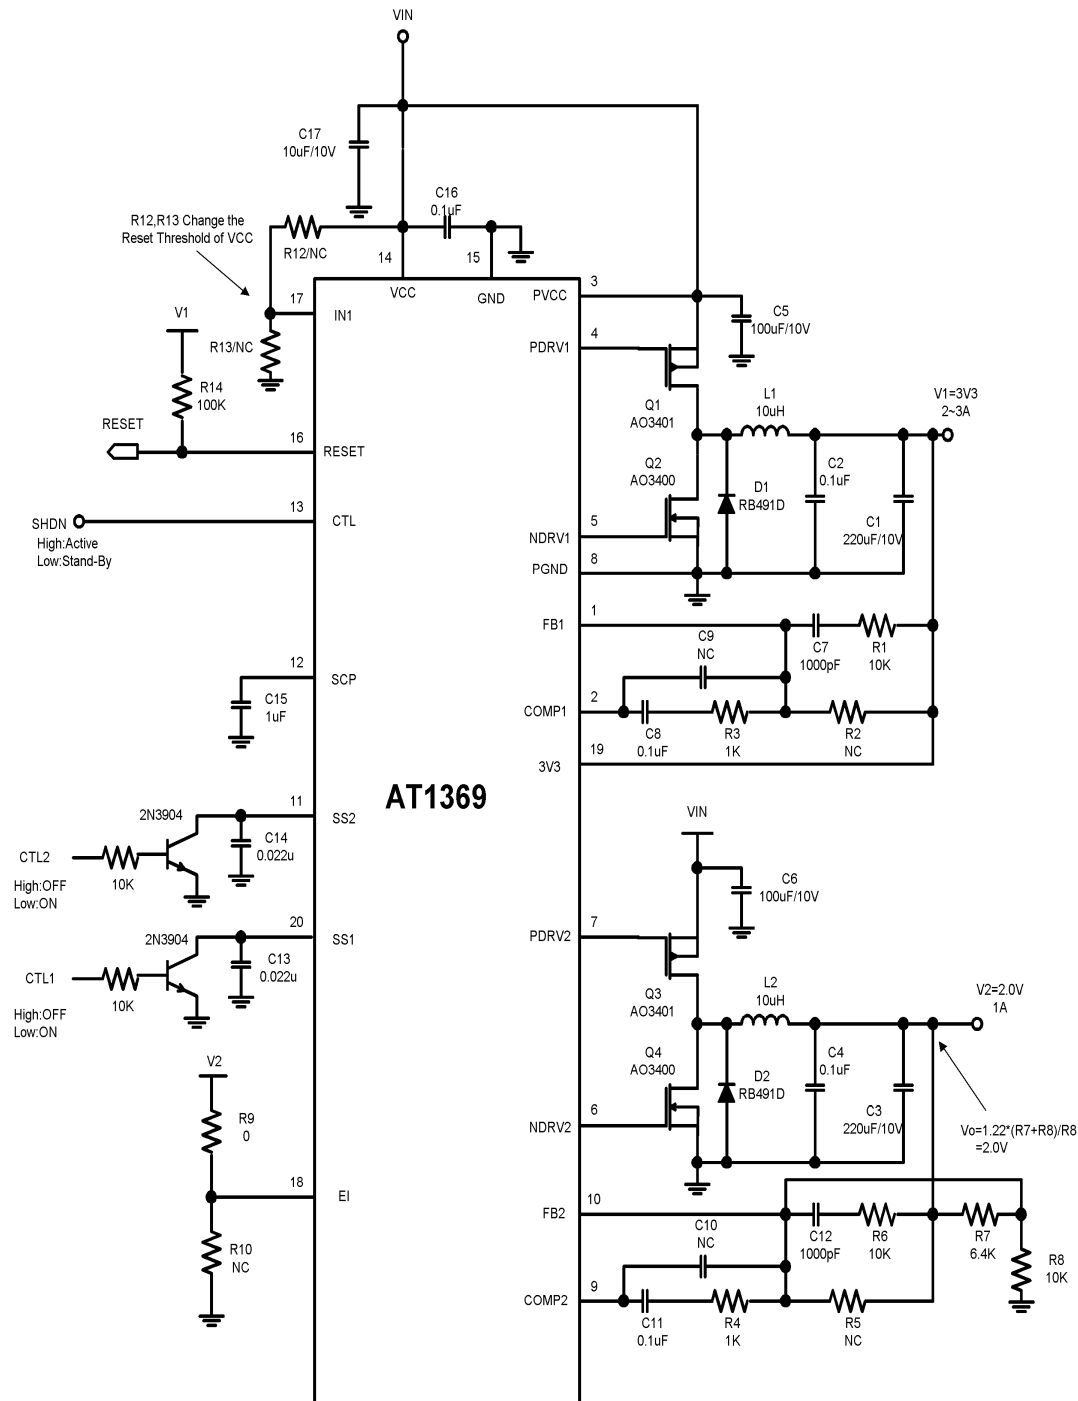 VIN
C17
10uF/10V
C16
0.1uF
R12,R13 Change the
Reset Threshold of VCC
R12/NC
14
15
VCC
GND
17
IN1
R13/NC
V1
R14
100K
RESET
16
RESET
13
CTL
SHDN
High:Active
Low:Stand-By
12
SCP
C15
1uF
AT1369
11
SS2
2N3904
C14
0.022u
CTL2
10K
High:OFF
Low:ON
20
SS1
2N3904
C13
0.022u
CTL1
10K
High:OFF
Low:ON
V2
R9
0
18
EI
R10
NC
3
PVCC
C5
100uF/10V
4
PDRV1
Q1
AO3401
L1
10uH
V1=3V3
2~3A
Q2
AO3400
D1
RB491D
C2
0.1uF
C1
220uF/10V
5
NDRV1
8
PGND
1
FB1
C9
NC
C7
1000pF
R1
10K
2
COMP1
C8
0.1uF
R3
1K
R2
NC
19
3V3
VIN
C6
100uF/10V
7
PDRV2
Q3
AO3401
L2
10uH
V2=2.0V
1A
Q4
AO3400
D2
RB491D
C4
0.1uF
C3
220uF/10V
6
NDRV2
Vo=1.22*(R7+R8)/R8
=2.0V
10
FB2
C10
NC
C12
1000pF
R6
10K
R7
6.4K
R8
10K
9
COMP2
C11
0.1uF
R4
1K
R5
NC